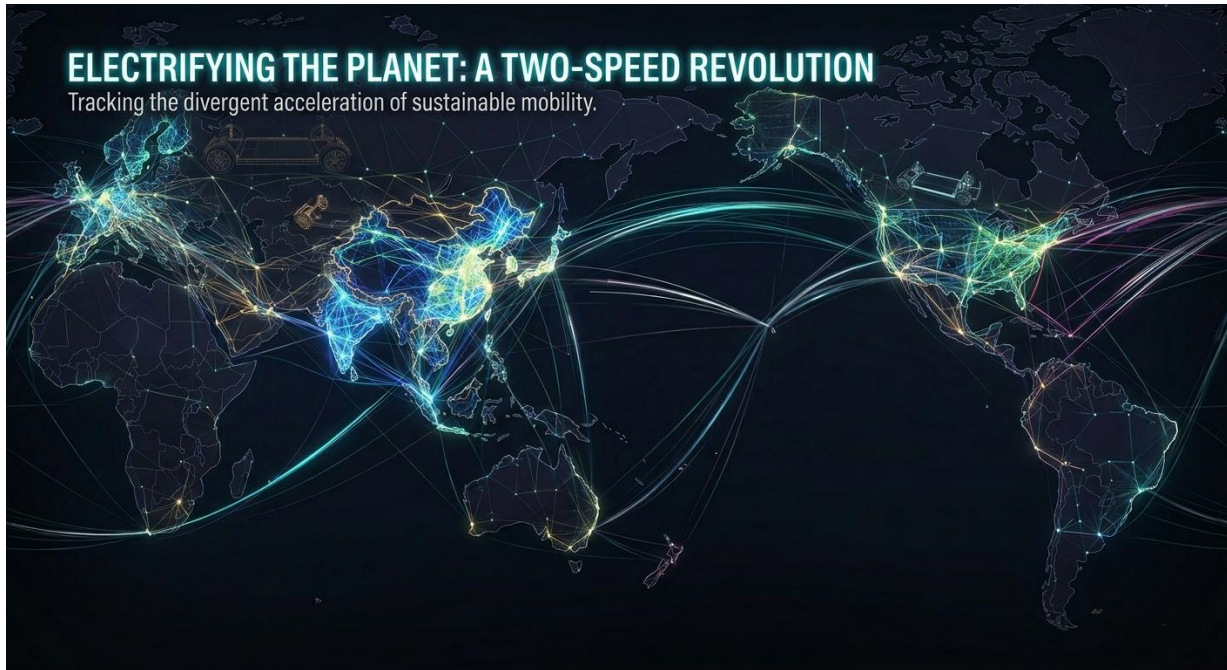 ELECTRIFYING THE PLANET: A TWO-SPEED REVOLUTION
Tracking the divergent acceleration of sustainable mobility.